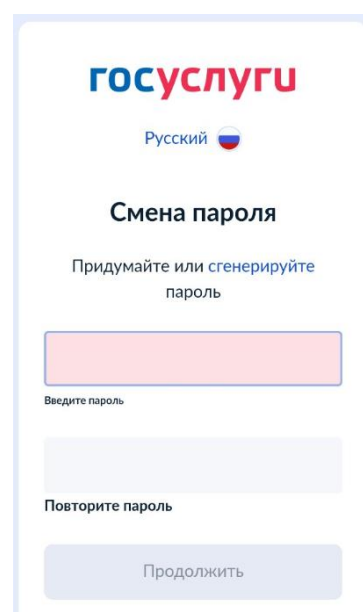 госуслуги
Русский
Смена пароля
Придумайте или сгенерируйте
пароль
Введите пароль
Повторите пароль
Продолжить